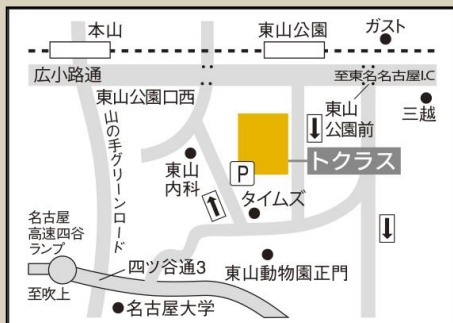 本山
東山公園
ガスト
広小路通
至東名名古屋I.C
東山公園口西
東山
公園前
三越
山の手グリーンロード
東山
内科
P
トクラス
タイムズ
名古屋
高速四谷
ランプ
四ツ谷通3
東山動物園正門
至吹上
名古屋大学